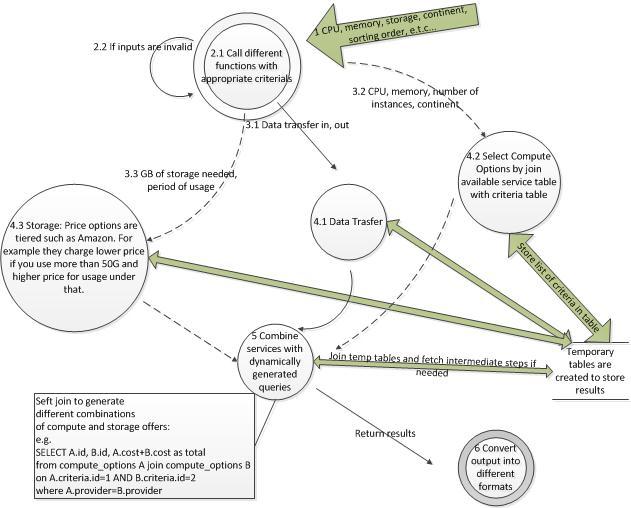 1 CPU, memory, storage, continent,
sorting order, e.t.c...
2.2 If inputs are invalid
2.1 Call different
functions with
appropriate criterials
3.2 CPU, memory, number of
instances, continent
3.1 Data transfer in, out
3.3 GB of storage needed,
period of usage
4.2 Select Compute
Options by join
available service table
with criteria table
4.3 Storage: Price options are
tiered such as Amazon. For
example they charge lower price
if you use more than 50G and
higher price for usage under
that.
4.1 Data Trasfer
Store list of criteria in table
5 Combine
services with
dynamically
generated
queries
Join temp tables and fetch intermediate steps if
needed
Temporary
tables are
created to store
results
Seft join to generate
different combinations
of compute and storage offers:
e.g.
SELECT A.id, B.id, A.cost+B.cost as total
from compute_options A join compute_options B
on A.criteria.id=1 AND B.criteria.id=2
where A.provider=B.provider
Return results
6 Convert
output into
different
formats